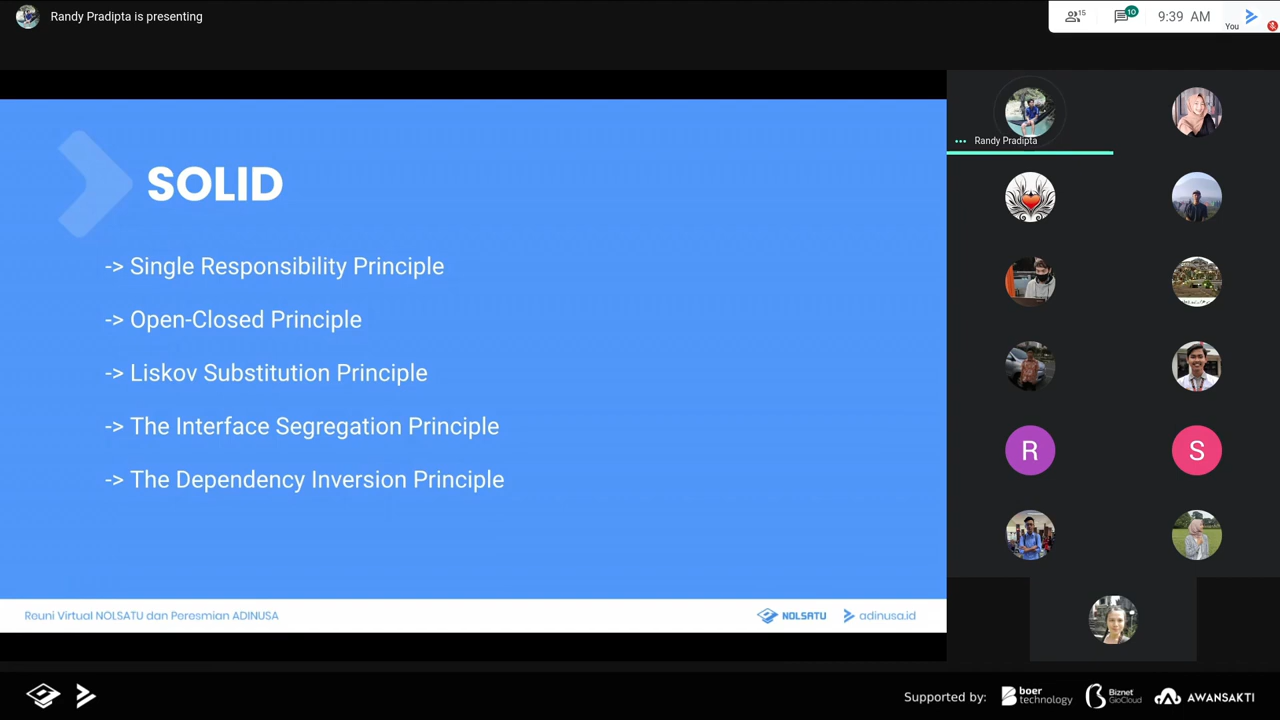 Randy Pradipta is presenting
15
10
9:39 AM
You
SOLID
-> Single Responsibility Principle
-> Open-Closed Principle
-> Liskov Substitution Principle
-> The Interface Segregation Principle
-> The Dependency Inversion Principle
Reuni Virtual NOLSATU dan Peresmian ADINUSA
NOLSATU
adinusa.id
Randy Pradipta
R
S
Supported by:
boer
technology
Biznet
GioCloud
AWANSAKTI